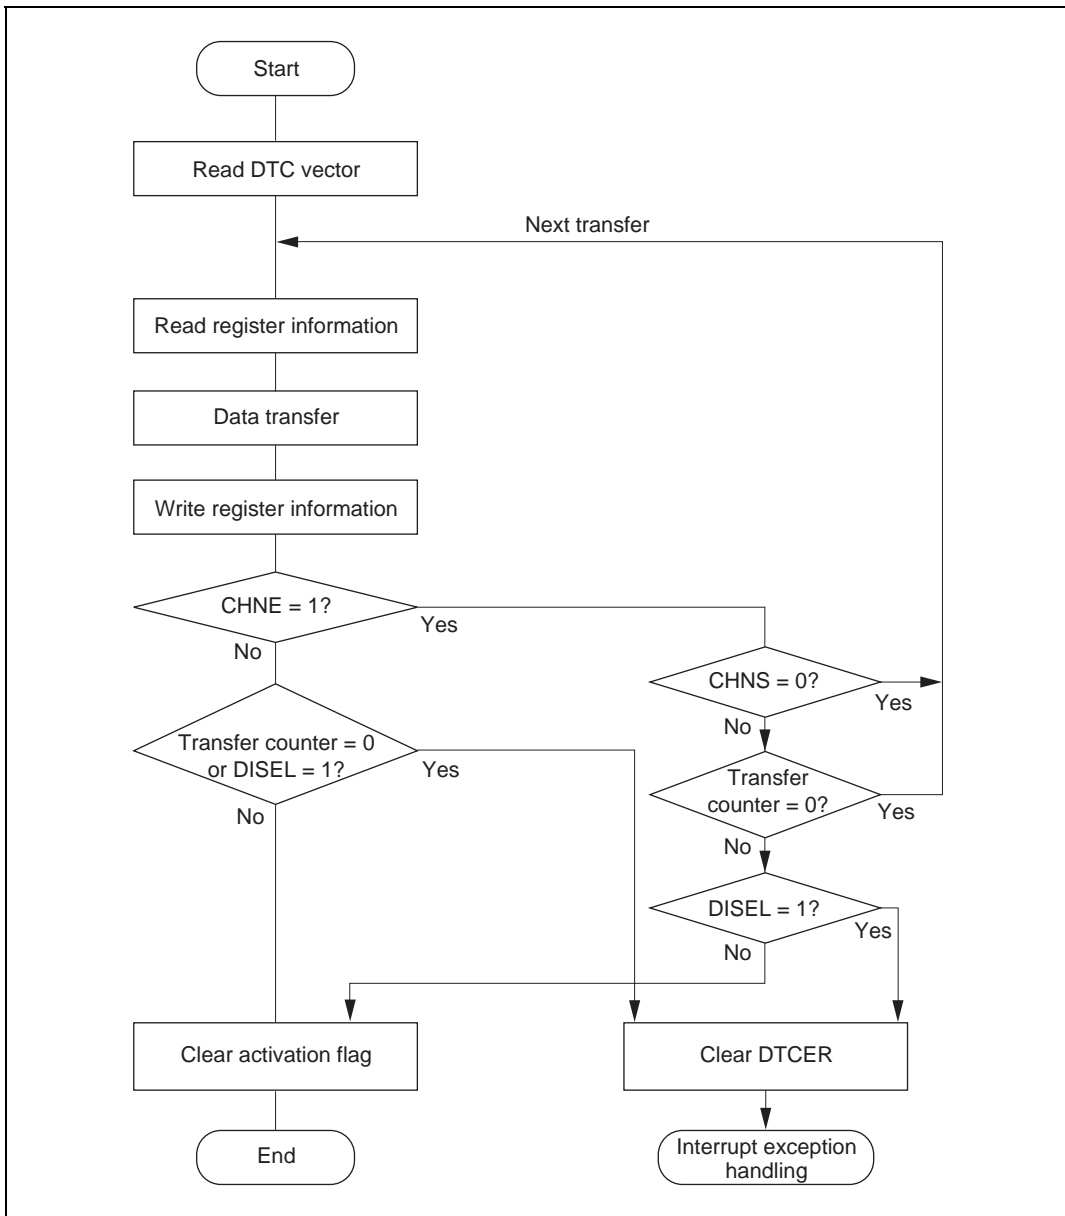 Start
Read DTC vector
Next transfer
Read register information
Data transfer
Write register information
CHNE = 1?
Yes
No
CHNS = 0?
Yes
No
Transfer counter = 0
or DISEL = 1?
Yes
No
Transfer
counter = 0?
Yes
No
DISEL = 1?
Yes
No
Clear activation flag
Clear DTCER
End
Interrupt exception
handling